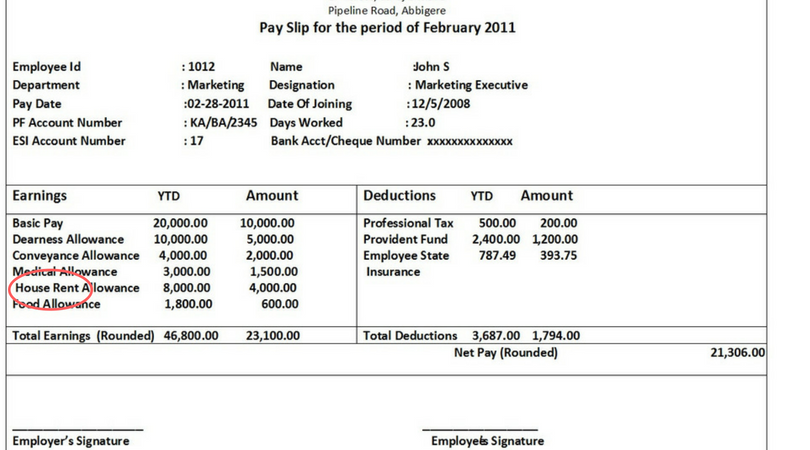 Pipeline Road, Abbigere
Pay Slip for the period of February 2011
Employee Id : 1012 Name :John S
Department : Marketing Designation : Marketing Executive
Pay Date :02-28-2011 Date Of Joining :12/5/2008
PF Account Number : KA/BA/2345 Days Worked : 23.0
ESI Account Number : 17 Bank Acct/Cheque Number xxxxxxxxxxxxxx
Earnings YTD Amount Deductions YTD Amount
Basic Pay 20,000.00 10,000.00 Professional Tax 500.00 200.00
Dearness Allowance 10,000.00 5,000.00 Provident Fund 2,400.00 1,200.00
Conveyance Allowance 4,000.00 2,000.00 Employee State 787.49 393.75
Medical Allowance 3,000.00 1,500.00 Insurance
House Rent Allowance 8,000.00 4,000.00
Food Allowance 1,800.00 600.00
Total Earnings (Rounded) 46,800.00 23,100.00 Total Deductions 3,687.00 1,794.00
Net Pay (Rounded) 21,306.00
Employer's Signature Employee's Signature